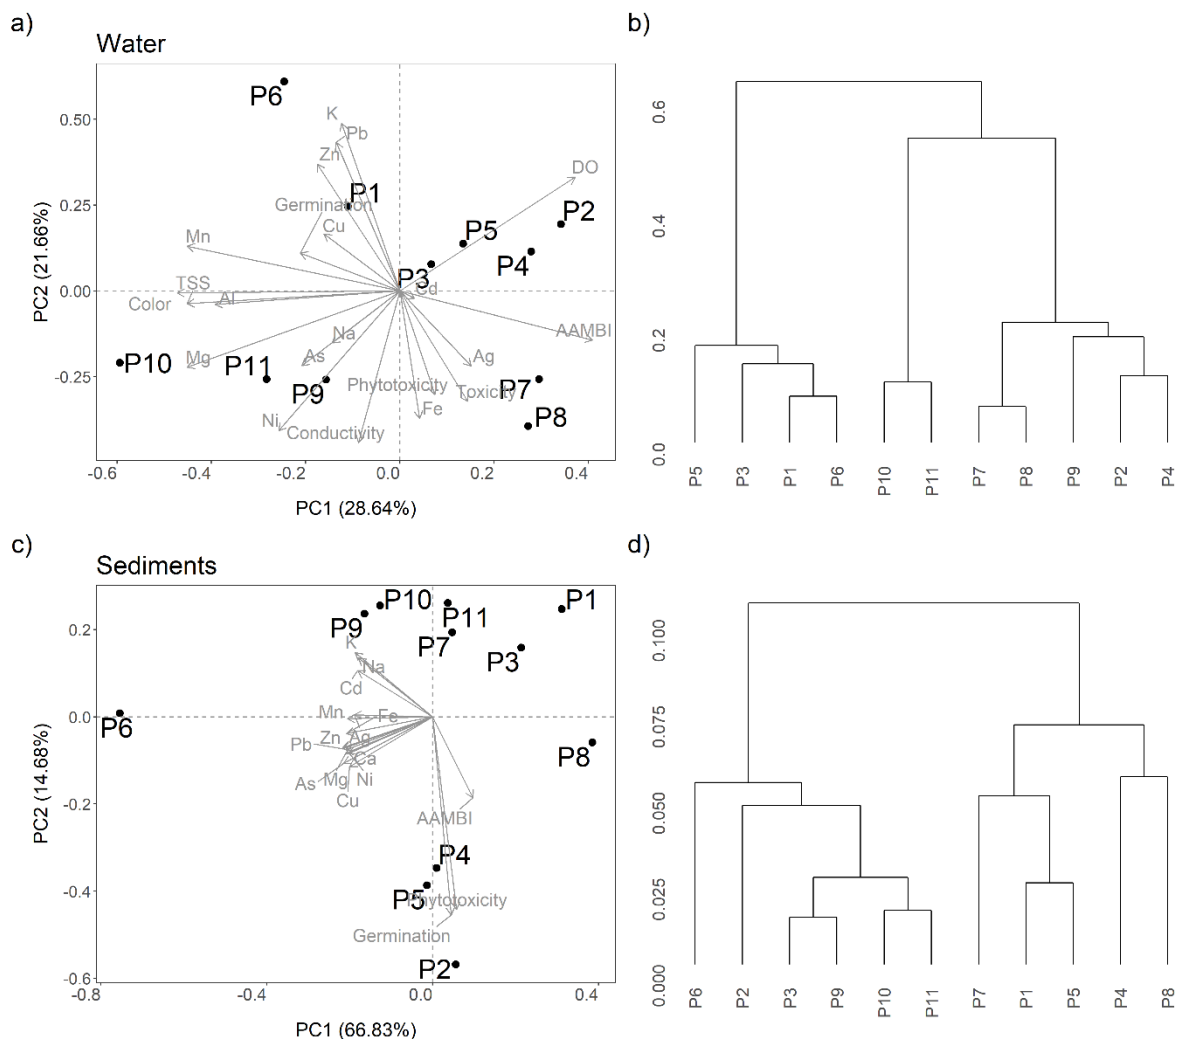 a)
Water
P6
K
Pb
Zn
DO
P1
Germination
P2
Cu
P5
Mn
P4
P3
TSS
Cd
Color
Al
AAMBI
Na
P10
Mg
P11
As
Ag
P9
Phytotoxicity
Toxicity
P7
Fe
Ni
Conductivity
P8
0.50
0.25
0.00
-0.25
PC2 (21.66%)
-0.6
-0.4
-0.2
0.0
0.2
0.4
PC1 (28.64%)
b)
0.6
0.4
0.2
0.0
P5
P3
P1
P6
P10
P11
P7
P8
P9
P2
P4
c)
Sediments
P10
P1
P9
P11
P7
K
P3
Na
Cd
P6
Mn
Fe
Zn
Ag
Pb
P8
Ca
As
Mg
Ni
Cu
AAMBI
P4
P5
Phytotoxicity
Germination
P2
0.2
0.0
-0.2
-0.4
-0.6
PC2 (14.68%)
-0.8
-0.4
0.0
0.4
PC1 (66.83%)
d)
0.100
0.075
0.050
0.025
0.000
P6
P2
P3
P9
P10
P11
P7
P1
P5
P4
P8